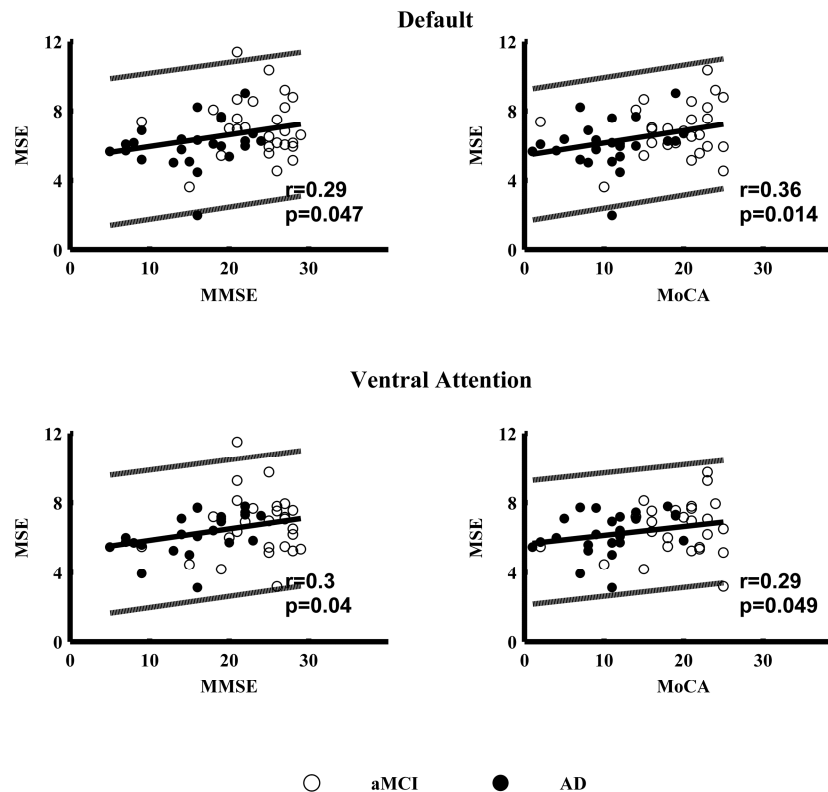 Default
12
8
4
0
MSE
0 10 20 30
MMSE
r=0.29
p=0.047
12
8
4
0
MSE
0 10 20 30
MoCA
r=0.36
p=0.014
Ventral Attention
12
8
4
0
MSE
0 10 20 30
MMSE
r=0.3
p=0.04
12
8
4
0
MSE
0 10 20 30
MoCA
r=0.29
p=0.049
aMCI AD